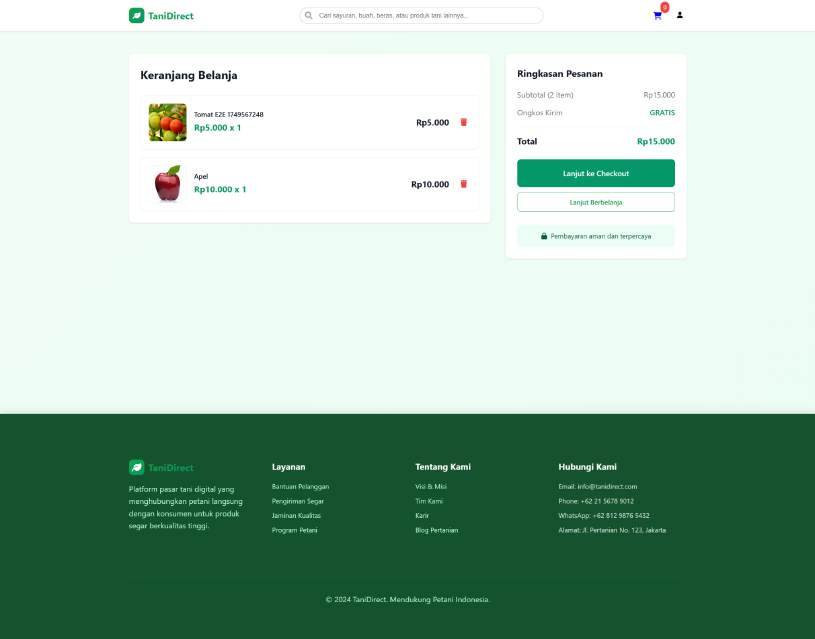 TaniDirect
Cari sayuran, buah, beras, atau produk tani lainnya...
0
Keranjang Belanja
Tomat E2E 1749567248
Rp5.000 x 1
Rp5.000
Apel
Rp10.000 x 1
Rp10.000
Ringkasan Pesanan
Subtotal (2 item) Rp15.000
Ongkos Kirim GRATIS
Total Rp15.000
Lanjut ke Checkout
Lanjut Berbelanja
Pembayaran aman dan terpercaya
TaniDirect
Platform pasar tani digital yang
menghubungkan petani langsung
dengan konsumen untuk produk
segar berkualitas tinggi.
Layanan
Bantuan Pelanggan
Pengiriman Segar
Jaminan Kualitas
Program Petani
Tentang Kami
Visi & Misi
Tim Kami
Karir
Blog Pertanian
Hubungi Kami
Email: info@tanidirect.com
Phone: +62 21 5678 9012
WhatsApp: +62 812 9876 5432
Alamat: Jl. Pertanian No. 123, Jakarta
© 2024 TaniDirect. Mendukung Petani Indonesia.